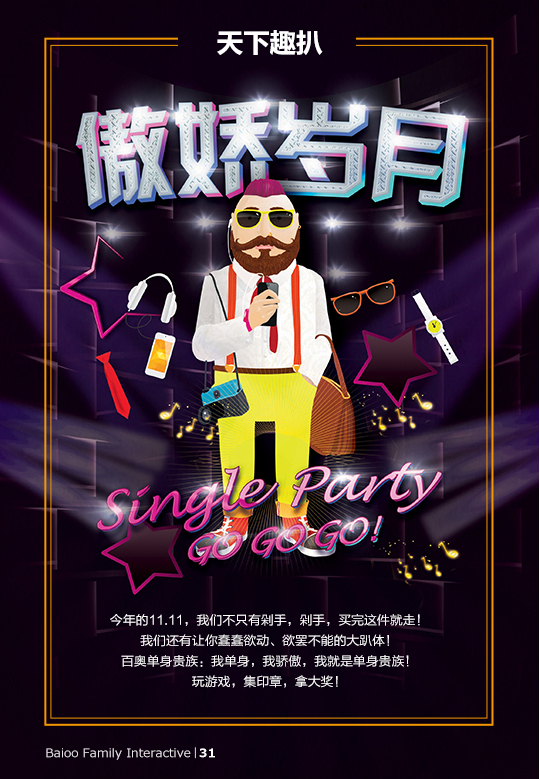 天下趣扒
傲娇岁月
Single Party
GO GO GO!
今年的11.11，我们不只有剁手，剁手，买完这件就走！
我们还有让你蠢蠢欲动、欲罢不能的大趴体！
百奥单身贵族：我单身，我骄傲，我就是单身贵族！
玩游戏，集印章，拿大奖！
Baioo Family Interactive | 31